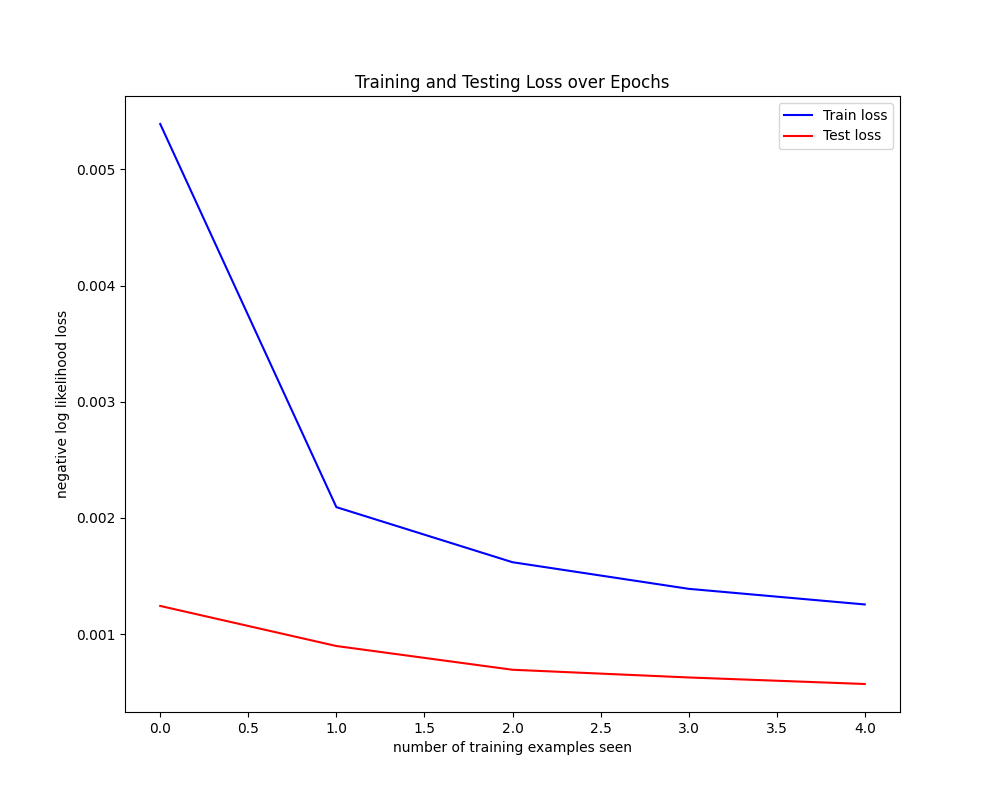 Training and Testing Loss over Epochs
Train loss
Test loss
negative log likelihood loss
0.005
0.004
0.003
0.002
0.001
0.0 0.5 1.0 1.5 2.0 2.5 3.0 3.5 4.0
number of training examples seen